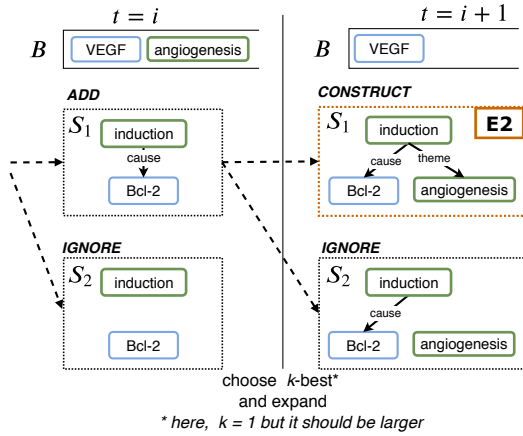 t = i
B VEGF angiogenesis
ADD
S1 induction
cause
Bcl-2
IGNORE
S2 induction
Bcl-2
t = i + 1
VEGF
CONSTRUCT
S1 induction E2
cause theme
Bcl-2 angiogenesis
IGNORE
S2 induction
cause
Bcl-2 angiogenesis
choose k-best*
and expand
* here, k = 1 but it should be larger